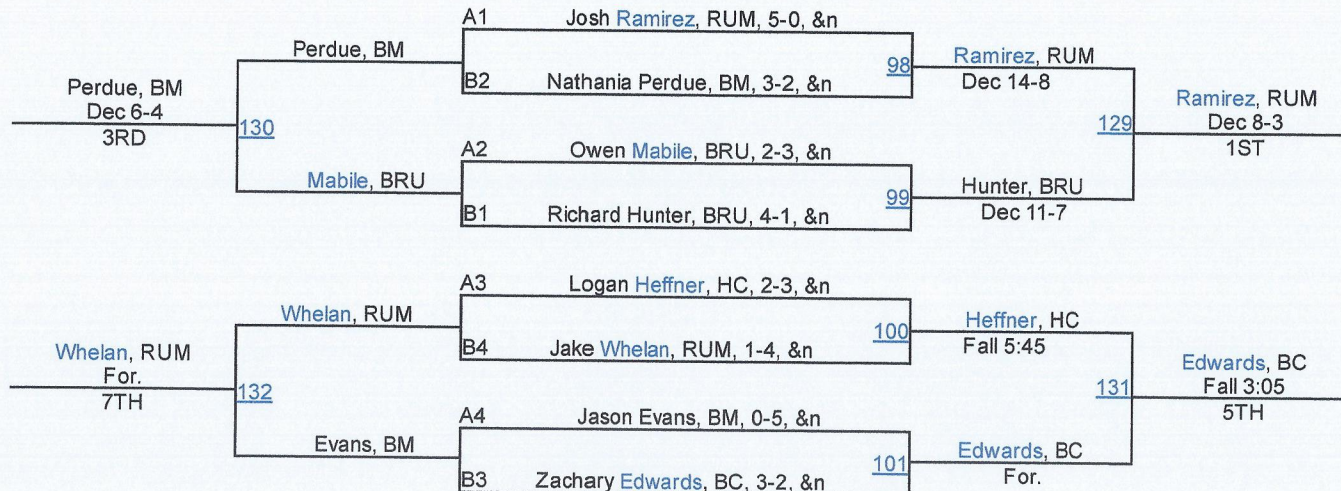 A1 Josh Ramirez, RUM, 5-0, &n
Perdue, BM
98
Ramirez, RUM
Dec 14-8
B2 Nathania Perdue, BM, 3-2, &n
Perdue, BM
Dec 6-4
3RD
130
129
Ramirez, RUM
Dec 8-3
1ST
A2 Owen Mabile, BRU, 2-3, &n
Mabile, BRU
99
Hunter, BRU
Dec 11-7
B1 Richard Hunter, BRU, 4-1, &n
A3 Logan Heffner, HC, 2-3, &n
Whelan, RUM
100
Heffner, HC
Fall 5:45
B4 Jake Whelan, RUM, 1-4, &n
Whelan, RUM
For.
7TH
132
131
Edwards, BC
Fall 3:05
5TH
A4 Jason Evans, BM, 0-5, &n
Evans, BM
101
Edwards, BC
For.
B3 Zachary Edwards, BC, 3-2, &n